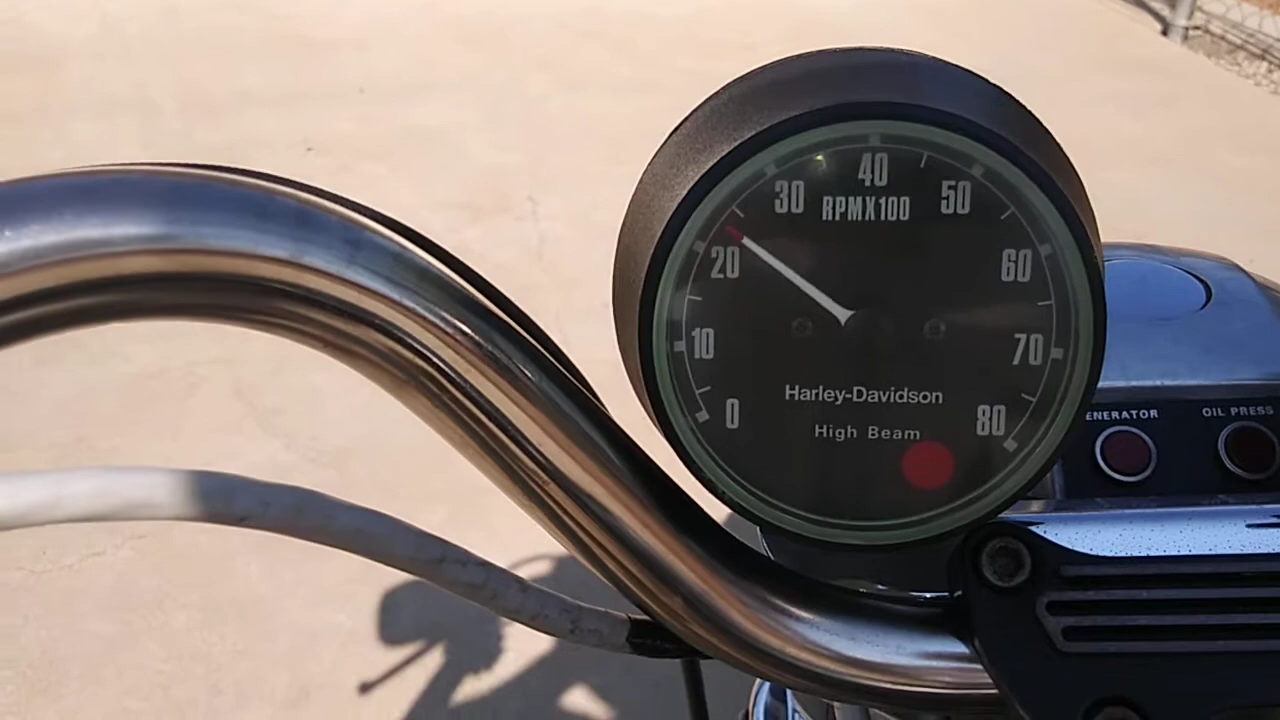 40
30 50
RPMX100
20 60
10 70
Harley-Davidson
0 80
High Beam
ENERATOR OIL PRESS